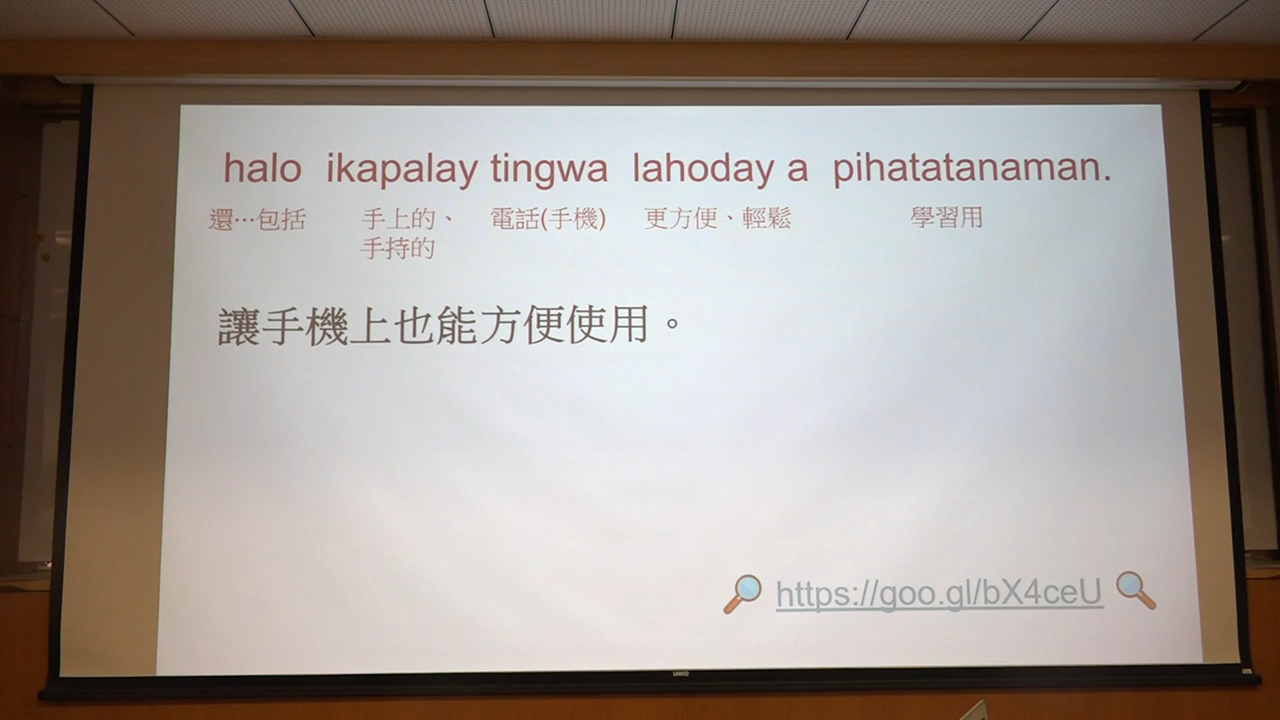 halo ikapalay tingwa lahoday a pihatatanaman.
還…包括 手上的、 電話(手機) 更方便、輕鬆 學習用
手持的
讓手機上也能方便使用。
https://goo.gl/bX4ceU